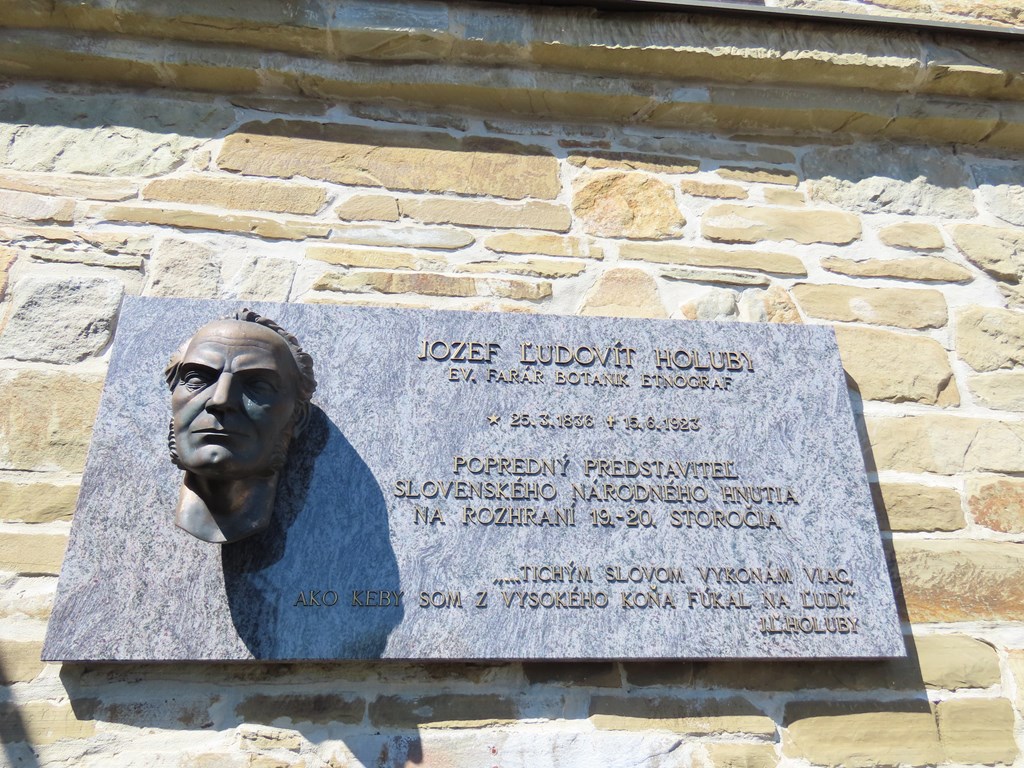 JOZEF ĽUDOVÍT HOLUBY
EV. FARÁR BOTANIK ETNOGRAF
★ 25.3.1836 ✝ 15.6.1923
POPREDNÝ PREDSTAVITEĽ
SLOVENSKÉHO NÁRODNÉHO HNUTIA
NA ROZHRANÍ 19.-20. STOROČIA
„...TICHÝM SLOVOM VYKONÁM VIAC,
AKO KEBY SOM Z VYSOKÉHO KOŇA FÚKAL NA ĽUDÍ.“
J.Ľ.HOLUBY